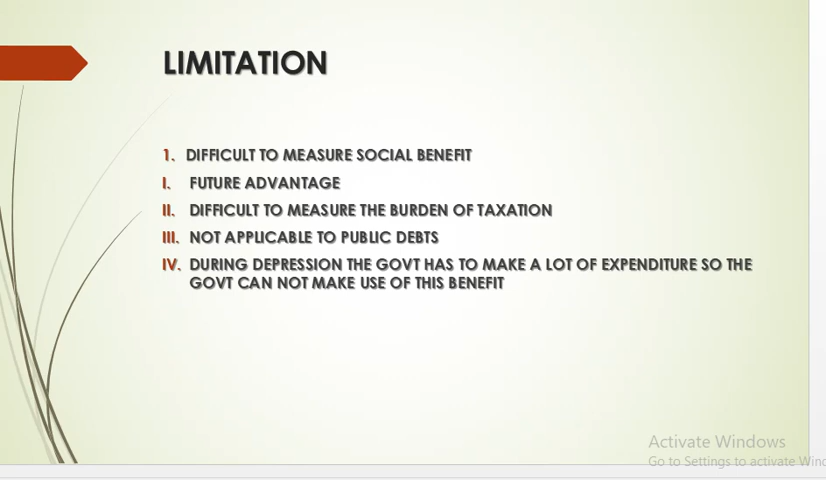 LIMITATION
1. DIFFICULT TO MEASURE SOCIAL BENEFIT
I. FUTURE ADVANTAGE
II. DIFFICULT TO MEASURE THE BURDEN OF TAXATION
III. NOT APPLICABLE TO PUBLIC DEBTS
IV. DURING DEPRESSION THE GOVT HAS TO MAKE A LOT OF EXPENDITURE SO THE
GOVT CAN NOT MAKE USE OF THIS BENEFIT
Activate Windows
Go to Settings to activate Wind